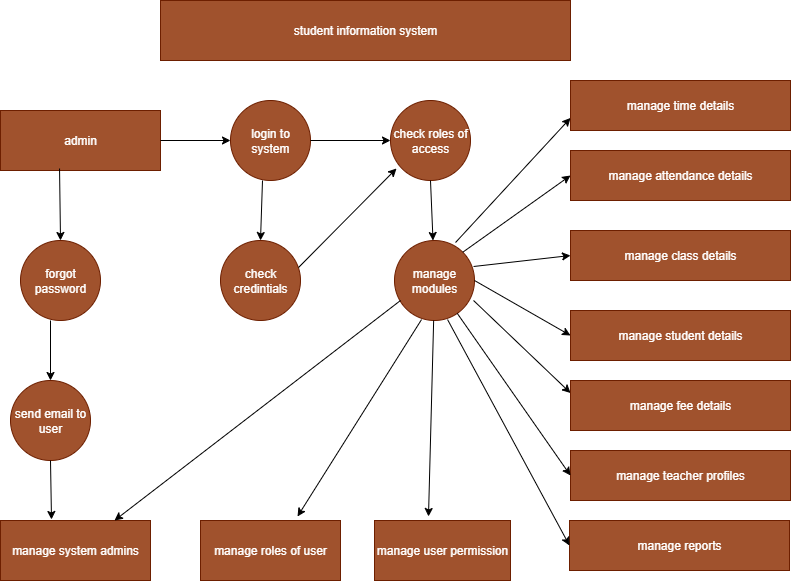 student information system
admin
login to
system
check roles of
access
manage time details
manage attendance details
manage class details
forgot
password
check
credintials
manage
modules
manage student details
manage fee details
send email to
user
manage teacher profiles
manage system admins
manage roles of user
manage user permission
manage reports